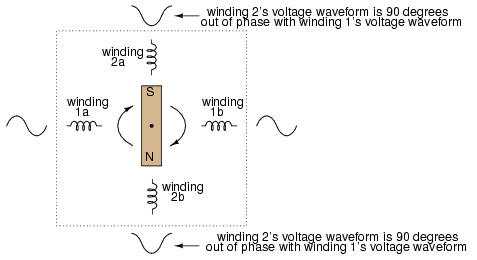 winding 2's voltage waveform is 90 degrees
out of phase with winding 1's voltage waveform
winding
2a
S
winding
1a
winding
1b
N
winding
2b
winding 2's voltage waveform is 90 degrees
out of phase with winding 1's voltage waveform